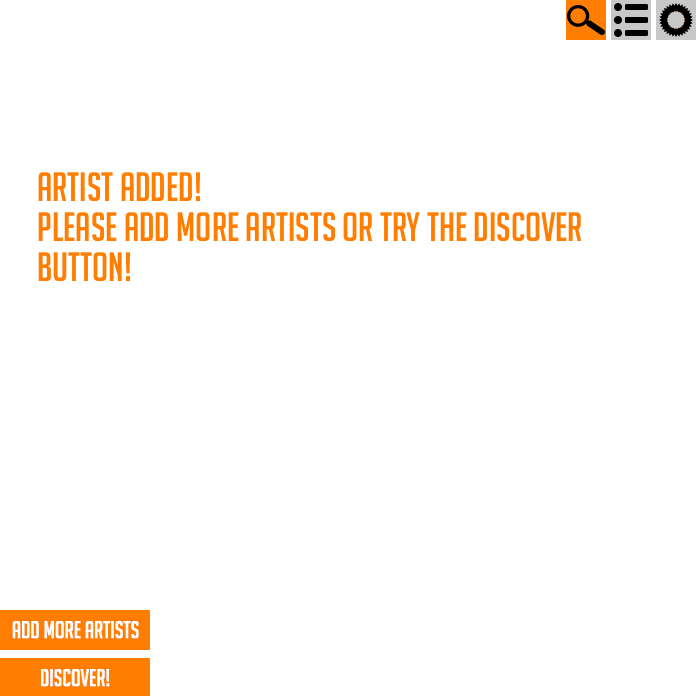 ARTIST ADDED!
PLEASE ADD MORE ARTISTS OR TRY THE DISCOVER
BUTTON!
ADD MORE ARTISTS
DISCOVER!